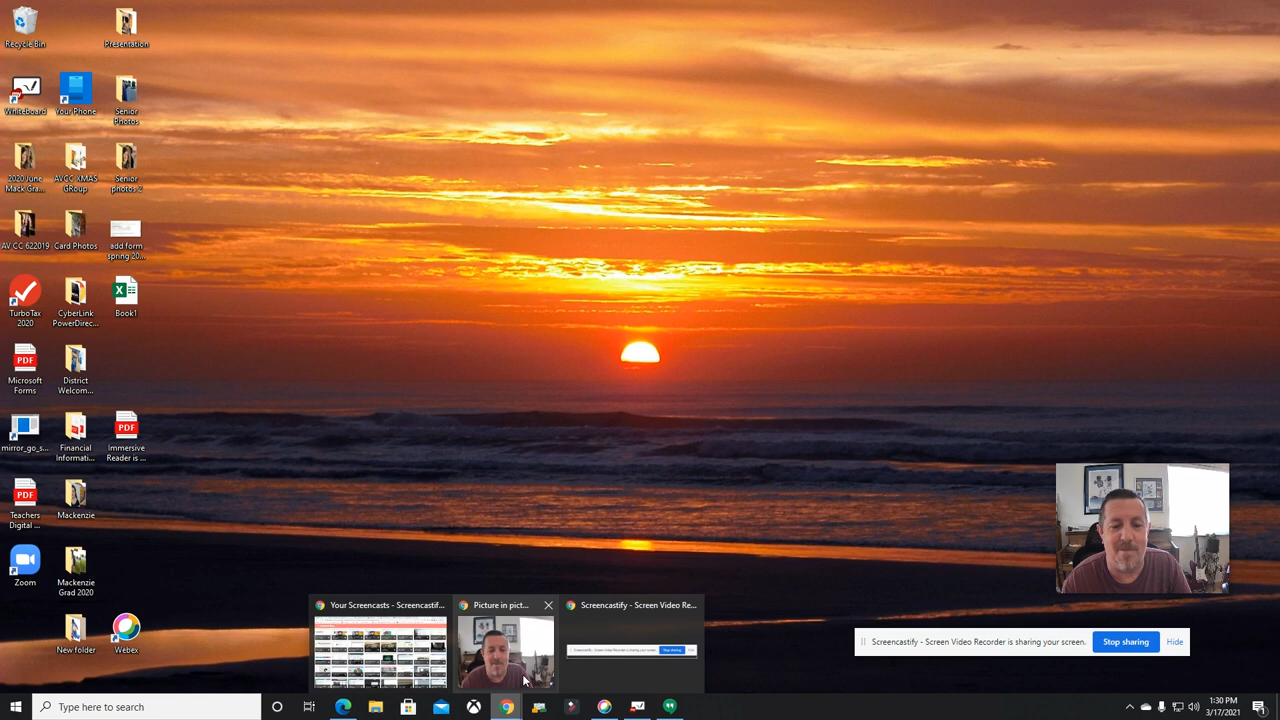 Recycle Bin
Presentation
Whiteboard
Your Phone
Senior
Photos
2020 June
Mack Gra...
AVCC XMAS
GRoup
Senior
photos 2
AV CC 622019
Card Photos
add form
spring 20...
TurboTax
2020
CyberLink
PowerDirec...
Book1
PDF
Microsoft
Forms
District
Welcom...
mirror_go_s...
Financial
Informati...
PDF
Immersive
Reader is ...
PDF
Teachers
Digital ...
Mackenzie
Zoom
Mackenzie
Grad 2020
New folder
Webex
Your Screencasts - Screencastif...
Picture in pict...
Screencastify - Screen Video Re...
Screencastify - Screen Video Recorder is sharing your screen.
Stop sharing
Hide
Type here to search
1:30 PM
3/17/2021